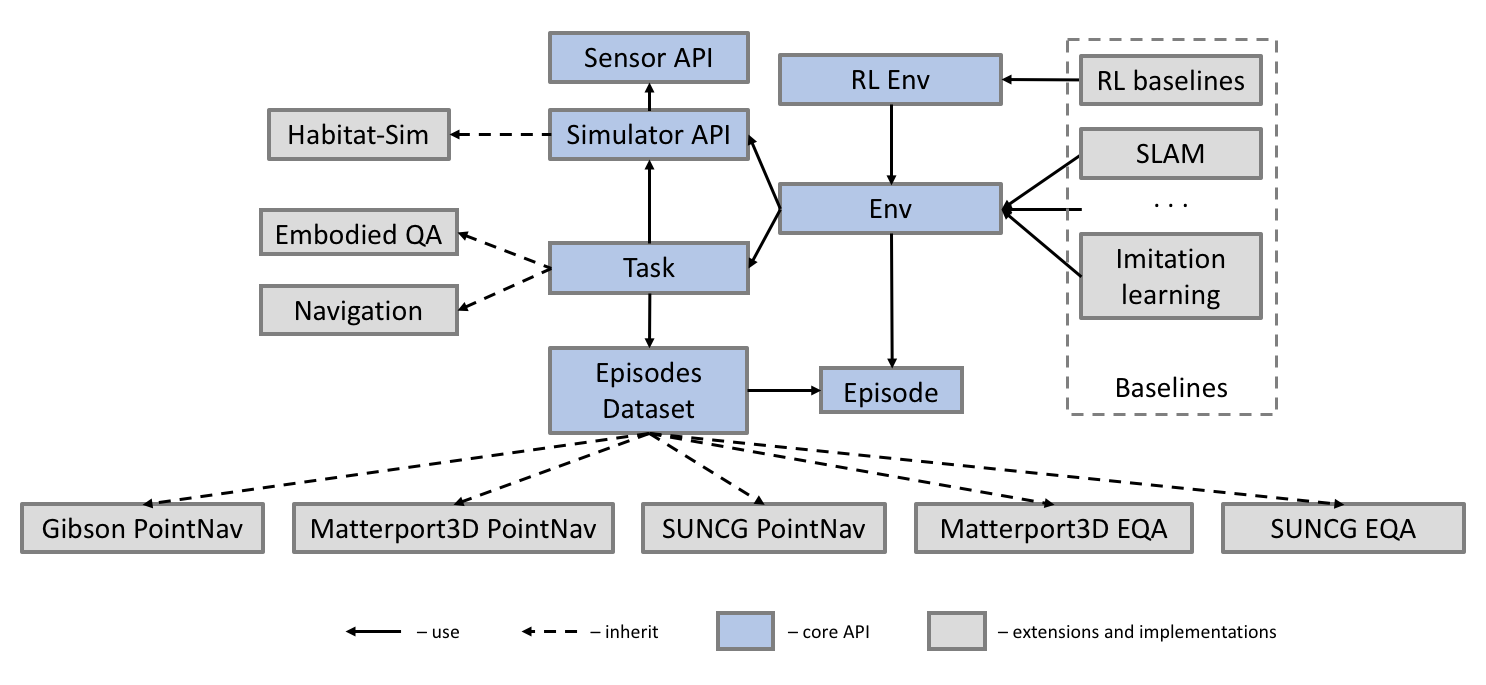 Sensor API
RL Env
RL baselines
Habitat-Sim
Simulator API
SLAM
. . .
Embodied QA
Env
Task
Imitation
learning
Navigation
Episodes
Dataset
Episode
Baselines
Gibson PointNav
Matterport3D PointNav
SUNCG PointNav
Matterport3D EQA
SUNCG EQA
– use
– inherit
– core API
– extensions and implementations